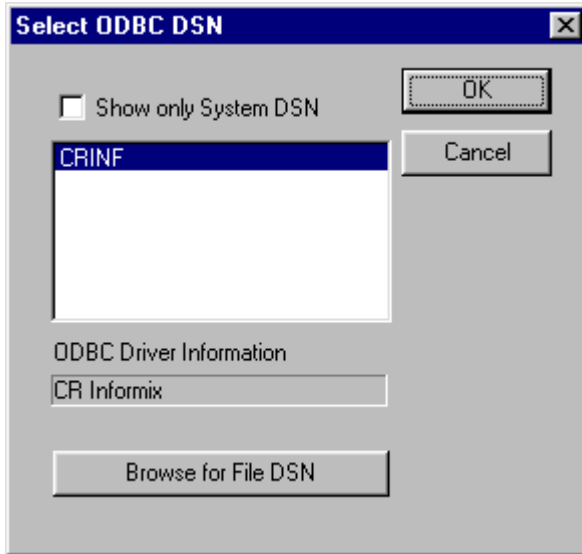 Select ODBC DSN
Show only System DSN
OK
CRINF
Cancel
ODBC Driver Information
CR Informix
Browse for File DSN